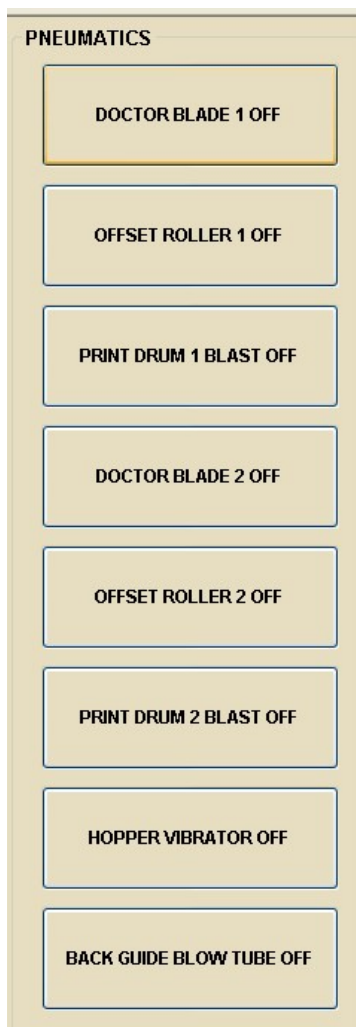 PNEUMATICS
DOCTOR BLADE 1 OFF
OFFSET ROLLER 1 OFF
PRINT DRUM 1 BLAST OFF
DOCTOR BLADE 2 OFF
OFFSET ROLLER 2 OFF
PRINT DRUM 2 BLAST OFF
HOPPER VIBRATOR OFF
BACK GUIDE BLOW TUBE OFF